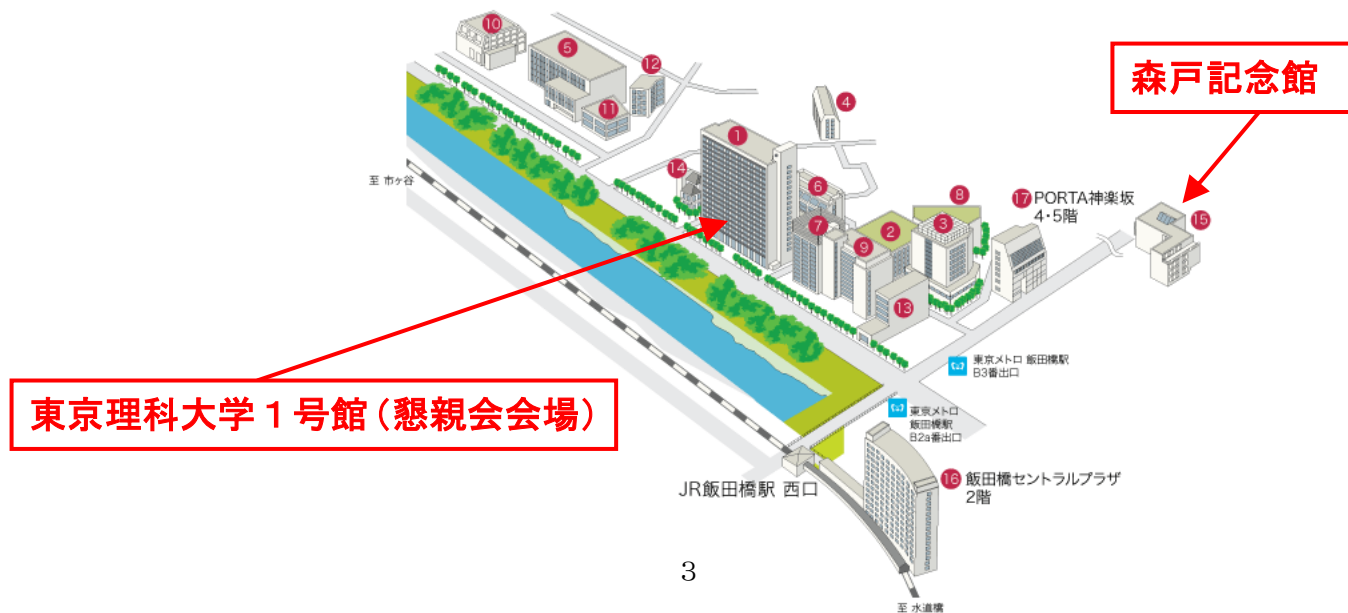 10
5
12
11
4
森戸記念館
1
14
6
8
17 PORTA神楽坂
4・5階
至 市ヶ谷
7
2
3
9
15
13
東京メトロ 飯田橋駅
B3番出口
東京理科大学１号館（懇親会会場）
東京メトロ
飯田橋駅
B2a番出口
JR飯田橋駅 西口
16 飯田橋セントラルプラザ
2階
3
至 水道橋